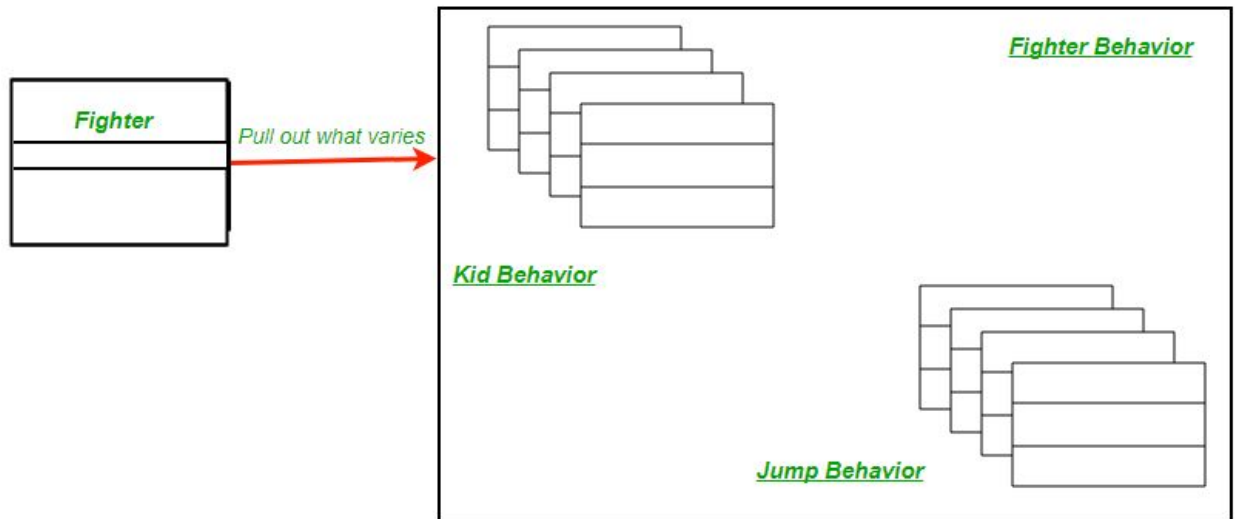 Fighter
Pull out what varies
Fighter Behavior
Kid Behavior
Jump Behavior